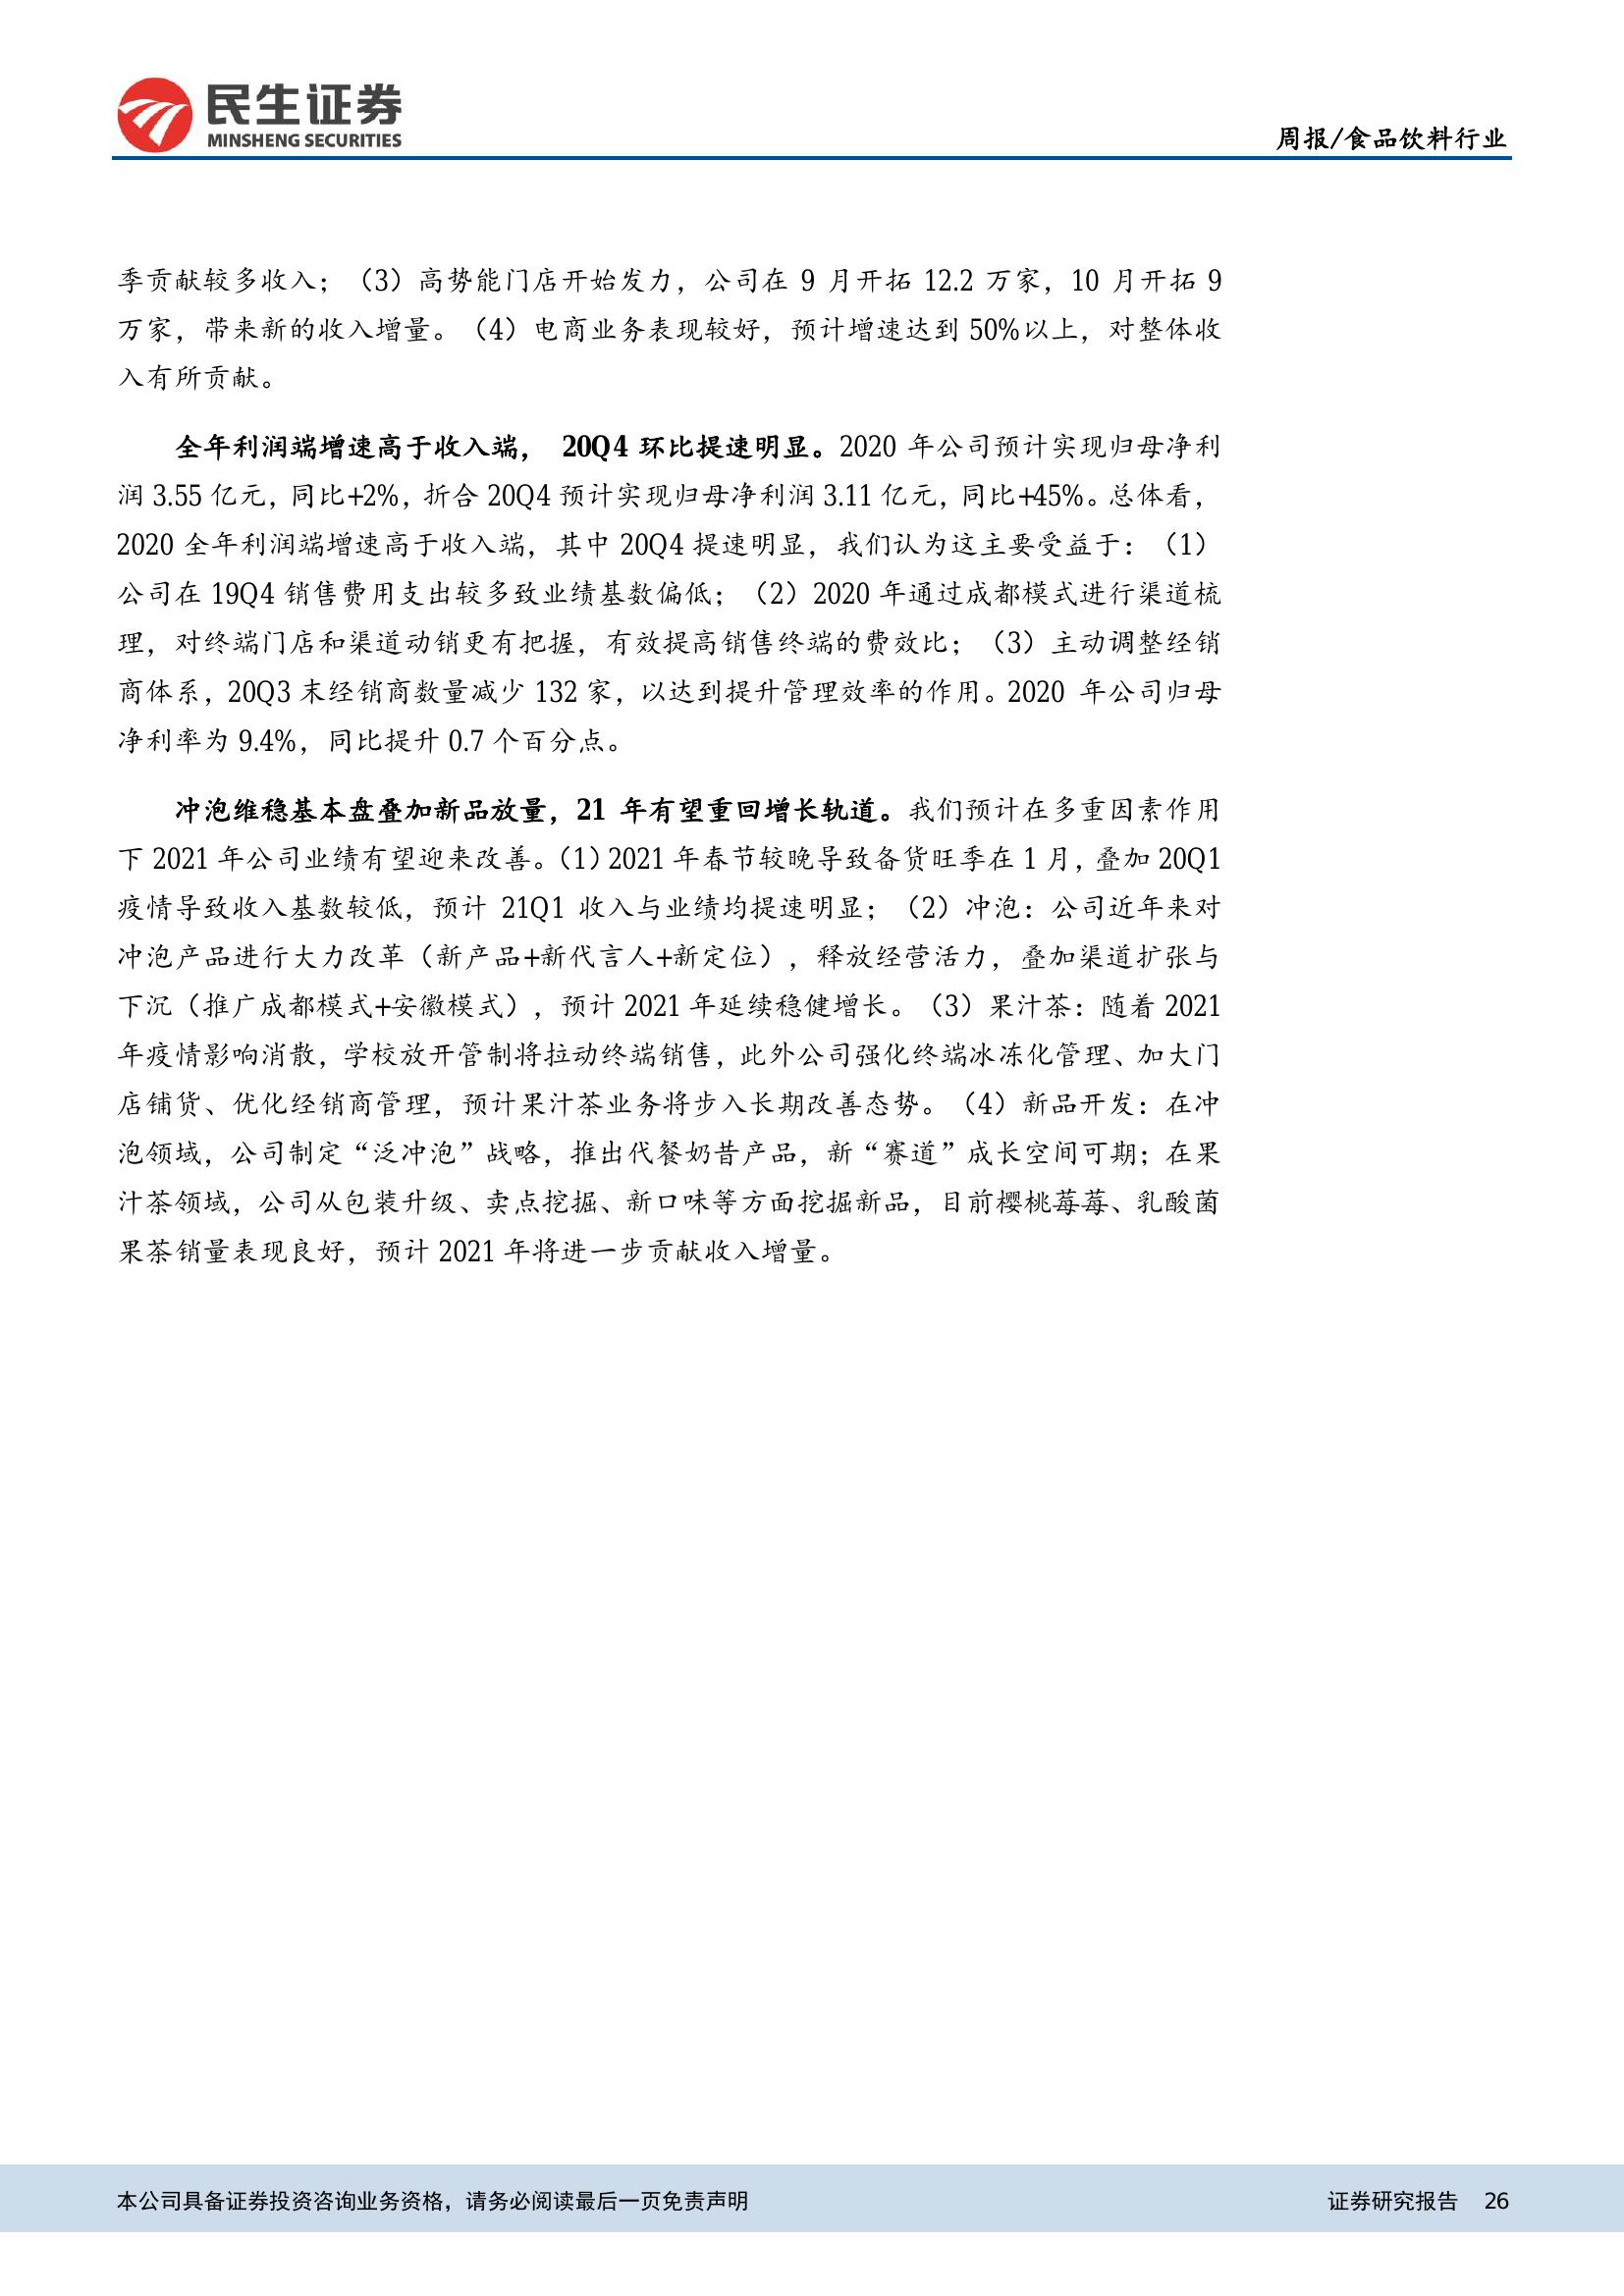 民生证券
MINSHENG SECURITIES
周报/食品饮料行业
季贡献较多收入；（3）高势能门店开始发力，公司在 9 月开拓 12.2 万家，10 月开拓 9
万家，带来新的收入增量。（4）电商业务表现较好，预计增速达到 50%以上，对整体收
入有所贡献。
全年利润端增速高于收入端， 20Q4 环比提速明显。2020 年公司预计实现归母净利
润 3.55 亿元，同比+2%，折合 20Q4 预计实现归母净利润 3.11 亿元，同比+45%。总体看，
2020 全年利润端增速高于收入端，其中 20Q4 提速明显，我们认为这主要受益于：（1）
公司在 19Q4 销售费用支出较多致业绩基数偏低；（2）2020 年通过成都模式进行渠道梳
理，对终端门店和渠道动销更有把握，有效提高销售终端的费效比；（3）主动调整经销
商体系，20Q3 末经销商数量减少 132 家，以达到提升管理效率的作用。2020 年公司归母
净利率为 9.4%，同比提升 0.7 个百分点。
冲泡维稳基本盘叠加新品放量，21 年有望重回增长轨道。我们预计在多重因素作用
下 2021 年公司业绩有望迎来改善。（1）2021 年春节较晚导致备货旺季在 1 月，叠加 20Q1
疫情导致收入基数较低，预计 21Q1 收入与业绩均提速明显；（2）冲泡：公司近年来对
冲泡产品进行大力改革（新产品+新代言人+新定位），释放经营活力，叠加渠道扩张与
下沉（推广成都模式+安徽模式），预计 2021 年延续稳健增长。（3）果汁茶：随着 2021
年疫情影响消散，学校放开管制将拉动终端销售，此外公司强化终端冰冻化管理、加大门
店铺货、优化经销商管理，预计果汁茶业务将步入长期改善态势。（4）新品开发：在冲
泡领域，公司制定“泛冲泡”战略，推出代餐奶昔产品，新“赛道”成长空间可期；在果
汁茶领域，公司从包装升级、卖点挖掘、新口味等方面挖掘新品，目前樱桃莓莓、乳酸菌
果茶销量表现良好，预计 2021 年将进一步贡献收入增量。
本公司具备证券投资咨询业务资格，请务必阅读最后一页免责声明
证券研究报告 26